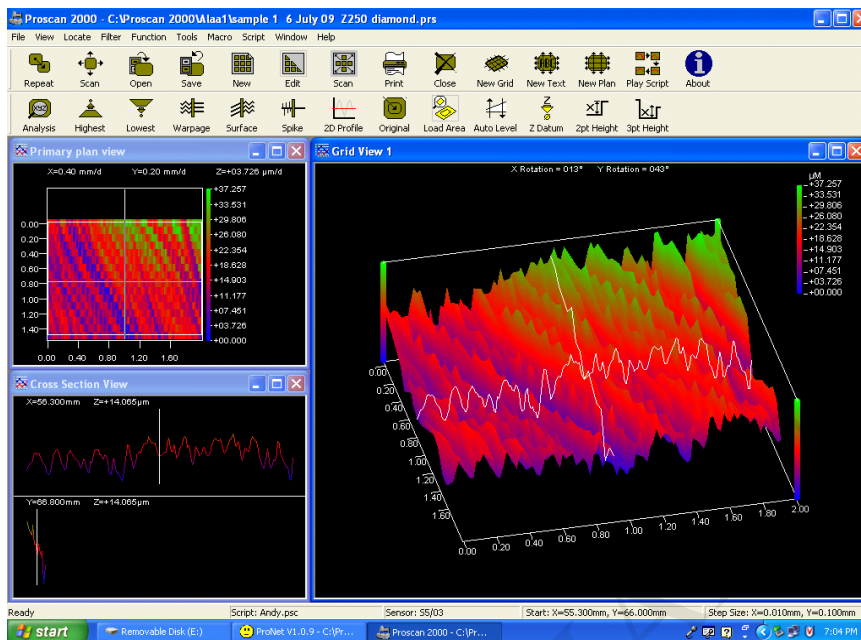 Proscan 2000 - C:\Proscan 2000\Alaa1\sample 1 6 July 09 Z250 diamond.prs
File View Locate Filter Function Tools Macro Script Window Help
Repeat Scan Open Save New Edit Scan Print Close New Grid New Text New Plan Play Script About
Analysis Highest Lowest Warpage Surface Spike 2D Profile Original Load Area Auto Level Z Datum 2pt Height 3pt Height
Primary plan view
X=0.40 mm/d Y=0.20 mm/d Z=+03.726 µm/d
+37.257
+33.531
+29.806
+26.080
+22.354
+18.628
+14.903
+11.177
+07.451
+03.726
+00.000
0.00
0.20
0.40
0.60
0.80
1.00
1.20
1.40
0.00 0.40 0.80 1.20 1.60
Cross Section View
X=56.300mm Z=+14.065µm
Y=66.800mm Z=+14.065µm
Grid View 1
X Rotation = 013° Y Rotation = 043°
µM
+37.257
+33.531
+29.806
+26.080
+22.354
+18.628
+14.903
+11.177
+07.451
+03.726
+00.000
0.00
0.20
0.40
0.60
0.80
1.00
1.20
1.40
1.60
0.00 0.20 0.40 0.60 0.80 1.00 1.20 1.40 1.60 1.80 2.00
Ready Script: Andy.psc Sensor: S5/03 Start: X=55.300mm, Y=66.000mm Step Size: X=0.010mm, Y=0.100mm
start Removable Disk (E:) ProNet V1.0.9 - C:\Pr... Proscan 2000 - C:\Pr... 7:04 PM